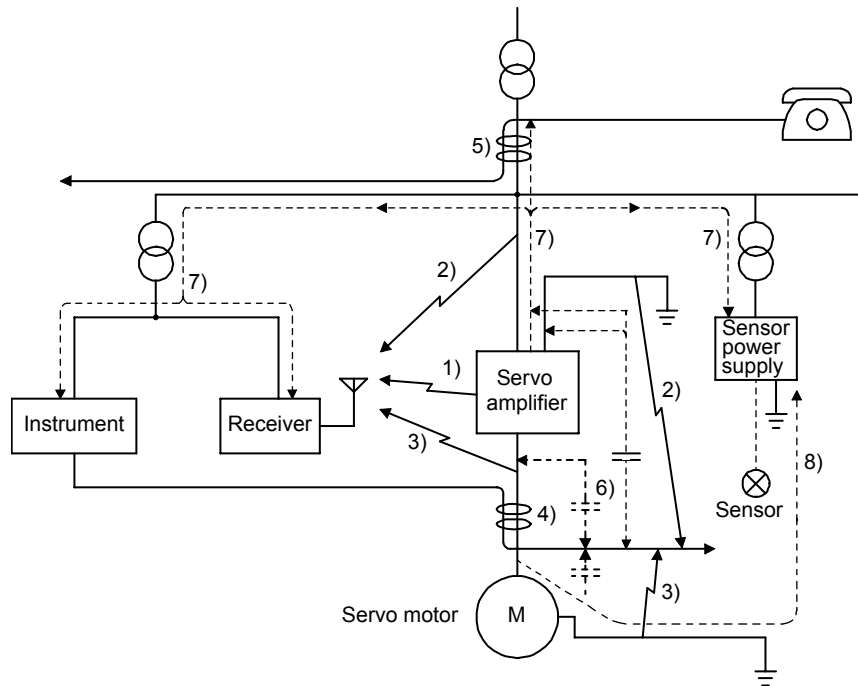 5)
7)
7)
7)
2)
Sensor
power
supply
1)
Servo
amplifier
2)
Instrument
Receiver
3)
8)
6)
4)
Sensor
3)
Servo motor
M